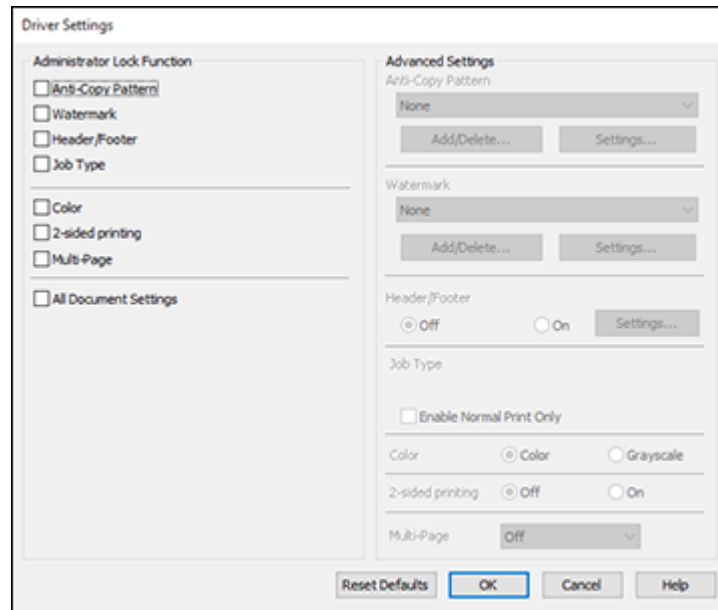 Driver Settings
Administrator Lock Function
Anti-Copy Pattern
Watermark
Header/Footer
Job Type
Color
2-sided printing
Multi-Page
All Document Settings
Advanced Settings
Anti-Copy Pattern
None
Add/Delete... Settings...
Watermark
None
Add/Delete... Settings...
Header/Footer
Off On Settings...
Job Type
Enable Normal Print Only
Color Color Grayscale
2-sided printing Off On
Multi-Page Off
Reset Defaults OK Cancel Help